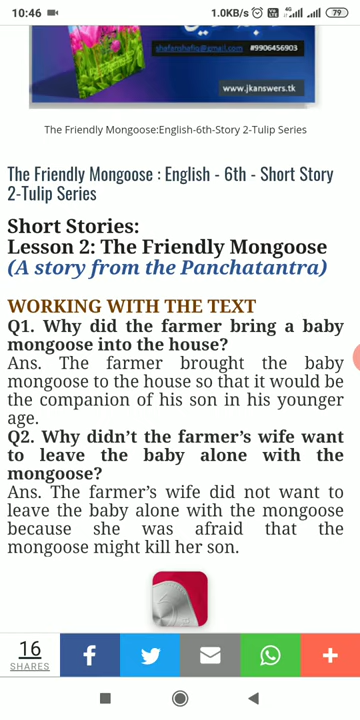 10:46
1.0KB/s
4G
79
shafanshafiq@gmail.com #9906456903
www.jkanswers.tk
The Friendly Mongoose:English-6th-Story 2-Tulip Series
The Friendly Mongoose : English - 6th - Short Story
2-Tulip Series
Short Stories:
Lesson 2: The Friendly Mongoose
(A story from the Panchatantra)
WORKING WITH THE TEXT
Q1. Why did the farmer bring a baby
mongoose into the house?
Ans. The farmer brought the baby
mongoose to the house so that it would be
the companion of his son in his younger
age.
Q2. Why didn’t the farmer’s wife want
to leave the baby alone with the
mongoose?
Ans. The farmer’s wife did not want to
leave the baby alone with the mongoose
because she was afraid that the
mongoose might kill her son.
16
SHARES